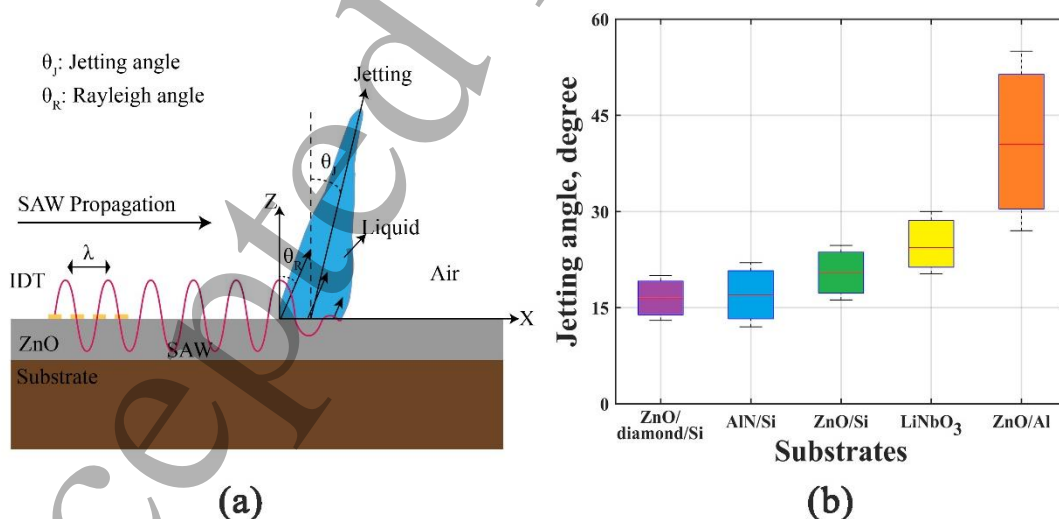 θJ: Jetting angle
θR: Rayleigh angle
Jetting
θJ
SAW Propagation
Z
Liquid
θR
λ
Air
IDT
X
ZnO
SAW
Substrate
(a)
60
45
30
15
0
Jetting angle, degree
ZnO/
diamond/Si
AlN/Si
ZnO/Si
LiNbO3
ZnO/Al
Substrates
(b)